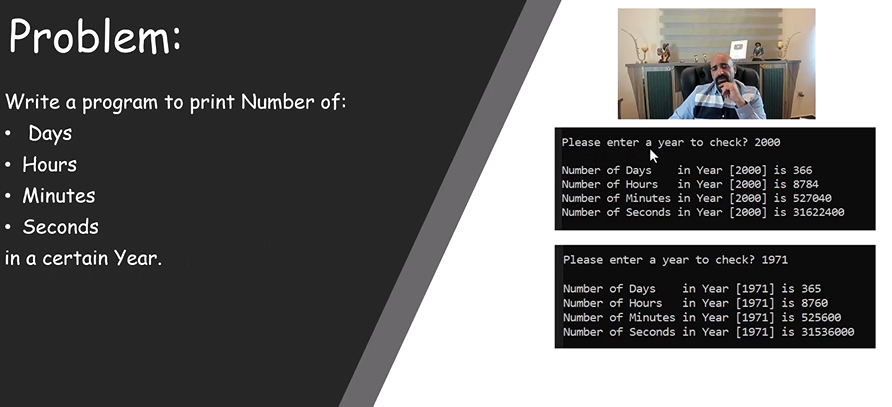 Problem:
Write a program to print Number of:
• Days
• Hours
• Minutes
• Seconds
in a certain Year.
Please enter a year to check? 2000
Number of Days    in Year [2000] is 366
Number of Hours   in Year [2000] is 8784
Number of Minutes in Year [2000] is 527040
Number of Seconds in Year [2000] is 31622400
Please enter a year to check? 1971
Number of Days    in Year [1971] is 365
Number of Hours   in Year [1971] is 8760
Number of Minutes in Year [1971] is 525600
Number of Seconds in Year [1971] is 31536000